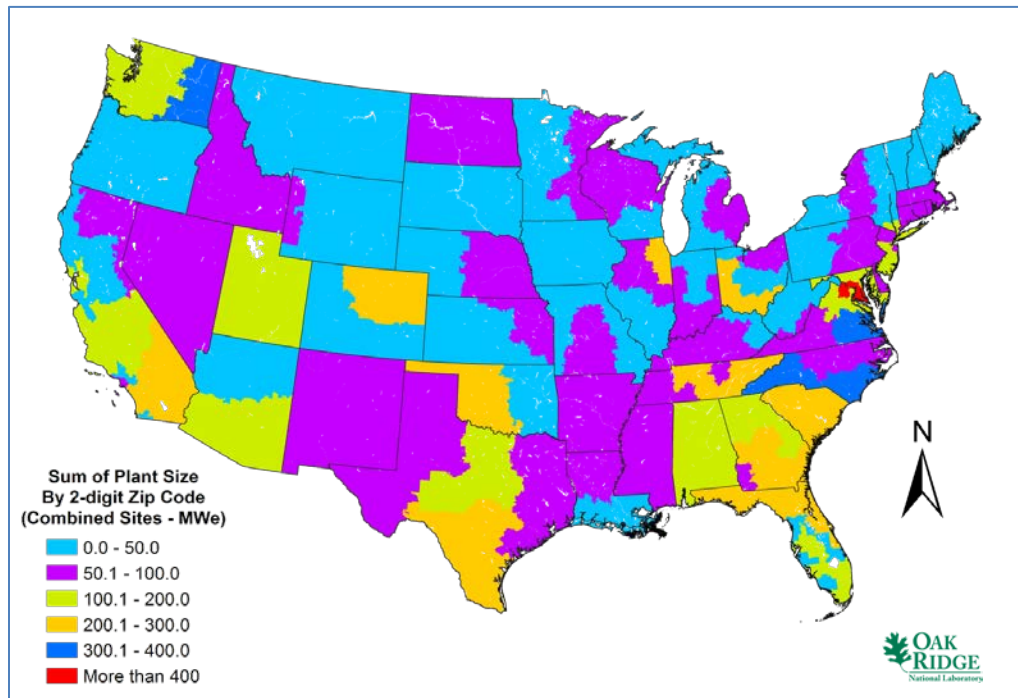 N
Sum of Plant Size
By 2-digit Zip Code
(Combined Sites - MWe)
0.0 - 50.0
50.1 - 100.0
100.1 - 200.0
200.1 - 300.0
300.1 - 400.0
More than 400
OAK
RIDGE
National Laboratory